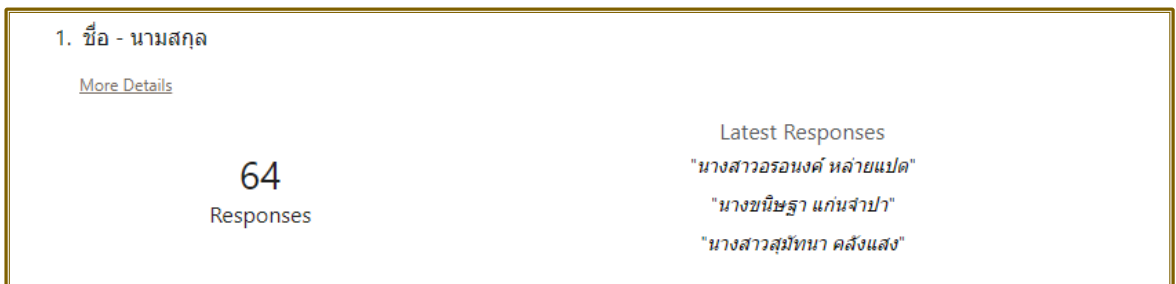 1. ชื่อ - นามสกุล
More Details
64
Responses
Latest Responses
"นางสาวอรอนงค์ หล่ายแปด"
"นางขนิษฐา แก่นจำปา"
"นางสาวสุมัทนา คลังแสง"